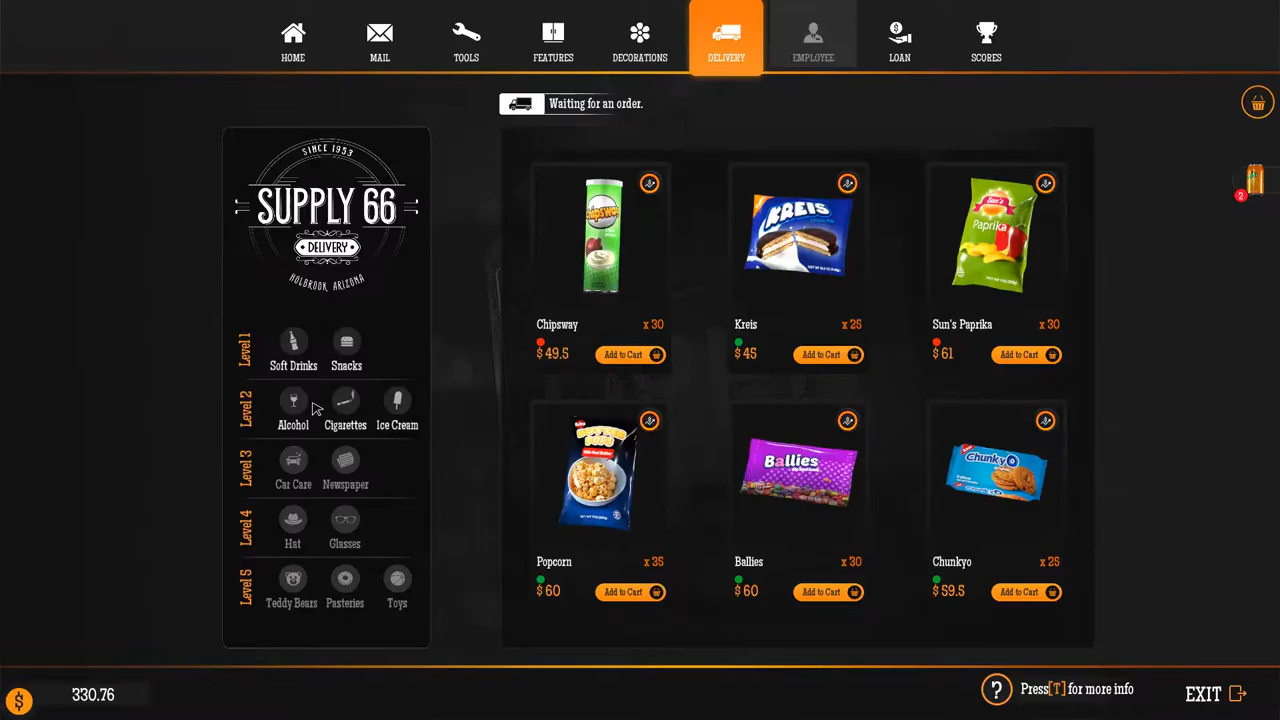 HOME
MAIL
TOOLS
FEATURES
DECORATIONS
DELIVERY
EMPLOYEE
LOAN
SCORES
Waiting for an order.
SINCE 1953
SUPPLY 66
DELIVERY
HOLBROOK, ARIZONA
Level 1
Soft Drinks
Snacks
Level 2
Alcohol
Cigarettes
Ice Cream
Level 3
Car Care
Newspaper
Level 4
Hat
Glasses
Level 5
Teddy Bears
Pasteries
Toys
Chipsway
Chipsway x 30
$ 49.5 Add to Cart
KREIS
Kreis x 25
$ 45 Add to Cart
Sun's
Paprika
Sun's Paprika x 30
$ 61 Add to Cart
Popcorn x 35
$ 60 Add to Cart
Ballies
Ballies x 30
$ 60 Add to Cart
ChunkyO
Chunkyo x 25
$ 59.5 Add to Cart
2
$ 330.76
? Press[T] for more info
EXIT